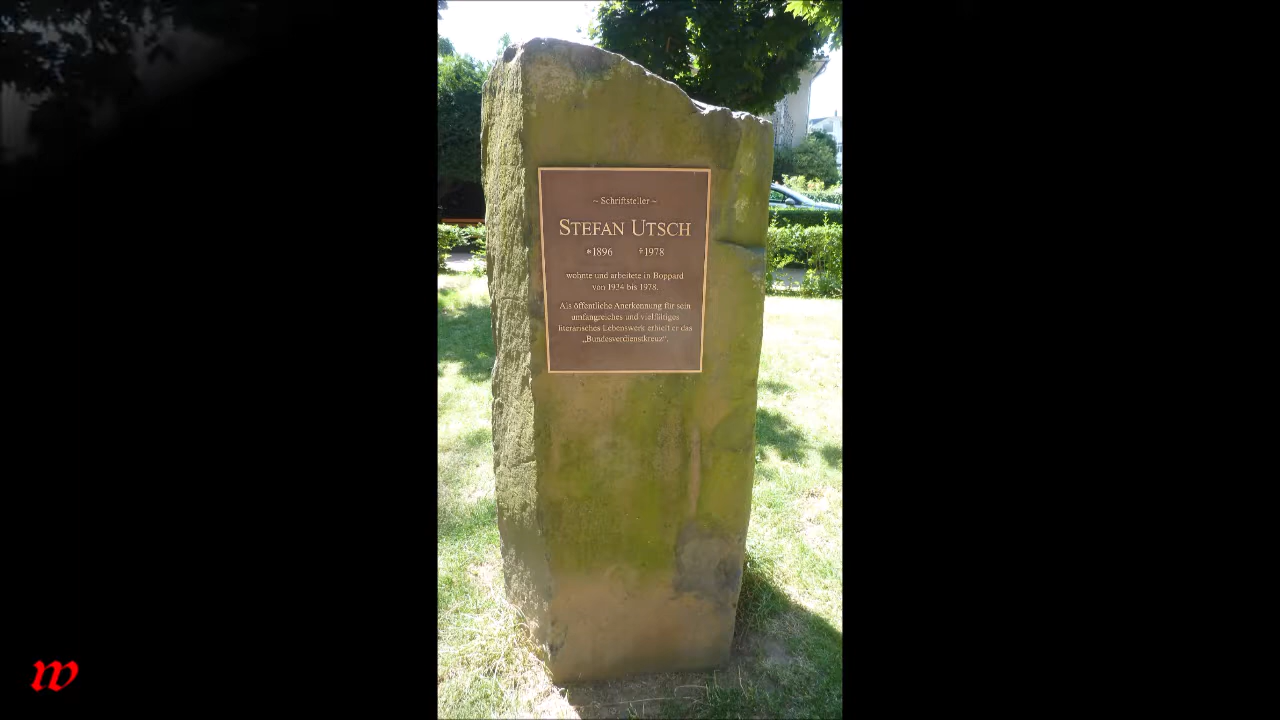 ~ Schriftsteller ~
STEFAN UTSCH
*1896 †1978
wohnte und arbeitete in Boppard
von 1934 bis 1978.
Als öffentliche Anerkennung für sein
umfangreiches und vielfältiges
literarisches Lebenswerk erhielt er das
„Bundesverdienstkreuz“.
w